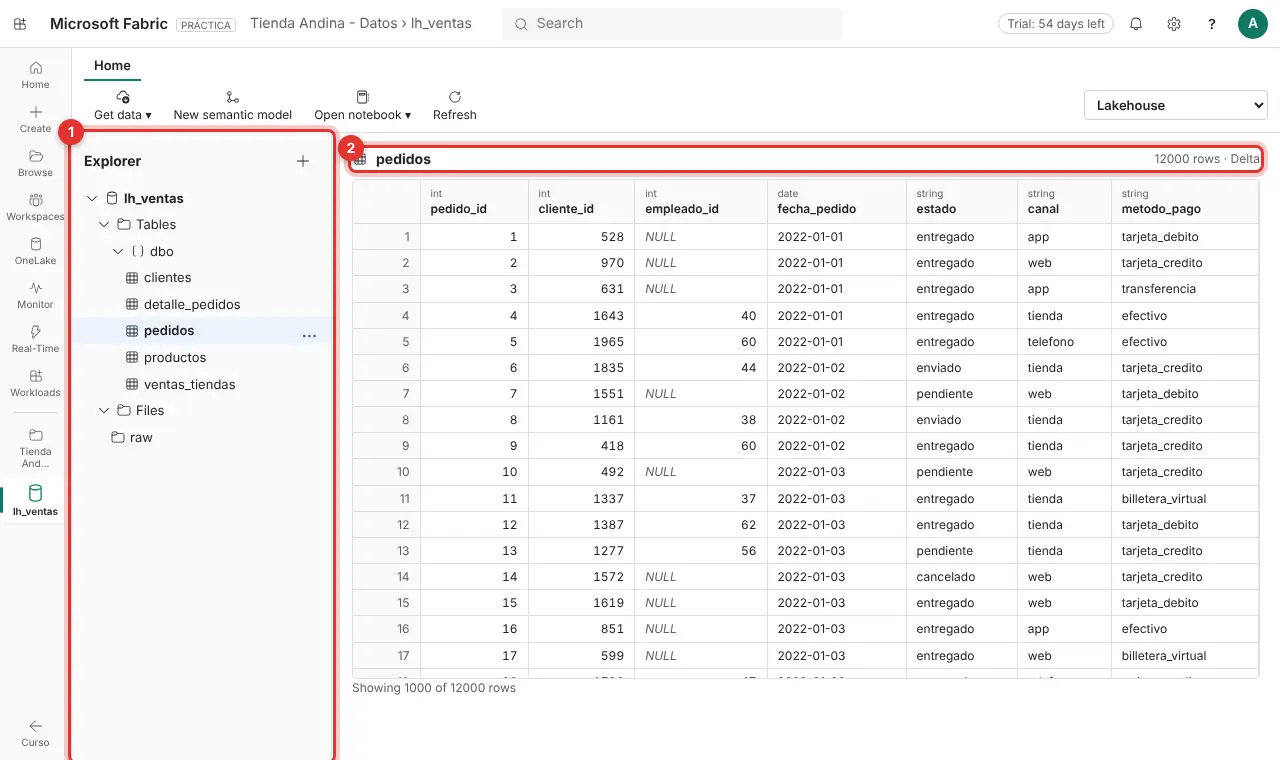 Microsoft Fabric PRÁCTICA Tienda Andina - Datos › lh_ventas Search Trial: 54 days left ? A
Home
Create
Browse
Workspaces
OneLake
Monitor
Real-Time
Workloads
Tienda
And...
lh_ventas
Curso
Home
Get data ▾ New semantic model Open notebook ▾ Refresh Lakehouse
1
Explorer
lh_ventas
Tables
dbo
clientes
detalle_pedidos
pedidos ...
productos
ventas_tiendas
Files
raw
2
pedidos 12000 rows · Delta
int int int date string string string
pedido_id cliente_id empleado_id fecha_pedido estado canal metodo_pago
1 1 528 NULL 2022-01-01 entregado app tarjeta_debito
2 2 970 NULL 2022-01-01 entregado web tarjeta_credito
3 3 631 NULL 2022-01-01 entregado app transferencia
4 4 1643 40 2022-01-01 entregado tienda efectivo
5 5 1965 60 2022-01-01 entregado telefono efectivo
6 6 1835 44 2022-01-02 enviado tienda tarjeta_credito
7 7 1551 NULL 2022-01-02 pendiente web tarjeta_debito
8 8 1161 38 2022-01-02 enviado tienda tarjeta_credito
9 9 418 60 2022-01-02 entregado tienda tarjeta_credito
10 10 492 NULL 2022-01-03 pendiente web tarjeta_credito
11 11 1337 37 2022-01-03 entregado tienda billetera_virtual
12 12 1387 62 2022-01-03 entregado tienda tarjeta_debito
13 13 1277 56 2022-01-03 pendiente tienda tarjeta_credito
14 14 1572 NULL 2022-01-03 cancelado web tarjeta_credito
15 15 1619 NULL 2022-01-03 entregado web tarjeta_debito
16 16 851 NULL 2022-01-03 entregado app efectivo
17 17 599 NULL 2022-01-03 entregado web billetera_virtual
Showing 1000 of 12000 rows